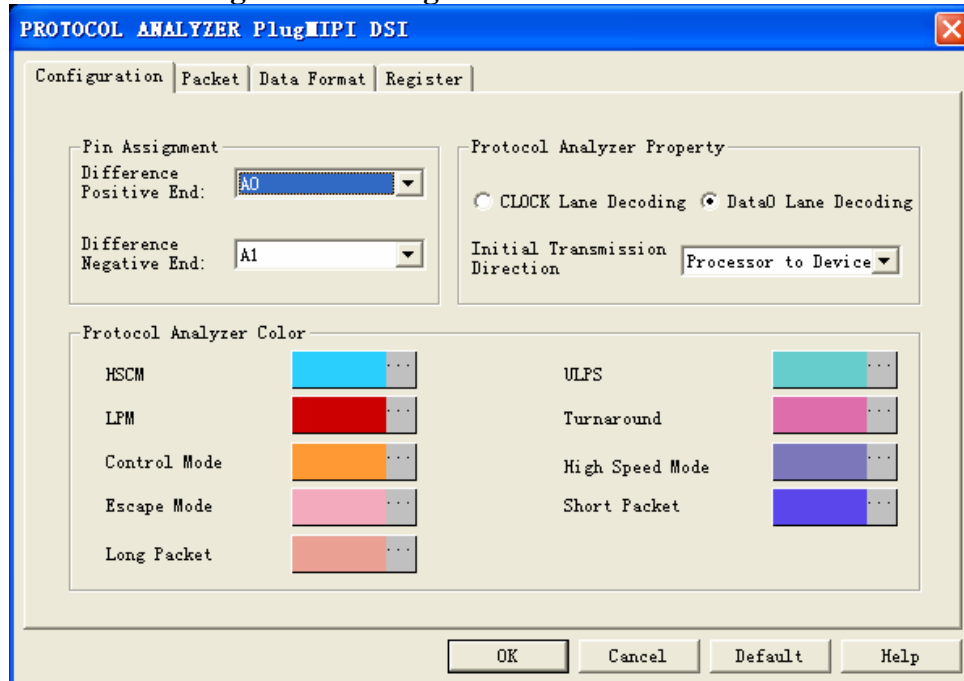 PROTOCOL ANALYZER PlugMIPI DSI
Configuration Packet Data Format Register
Pin Assignment
Difference
Positive End:
A0
Difference
Negative End:
A1
Protocol Analyzer Property
CLOCK Lane Decoding Data0 Lane Decoding
Initial Transmission
Direction
Processor to Device
Protocol Analyzer Color
HSCM
ULPS
LPM
Turnaround
Control Mode
High Speed Mode
Escape Mode
Short Packet
Long Packet
OK Cancel Default Help